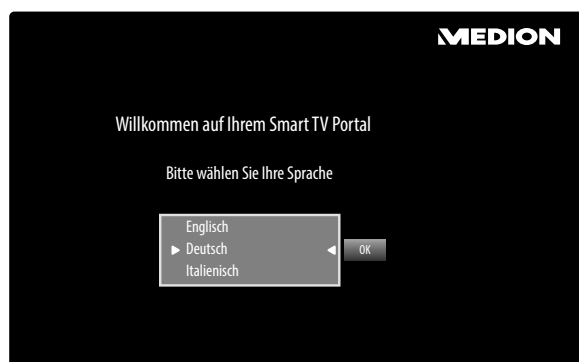 MEDION
Willkommen auf Ihrem Smart TV Portal
Bitte wählen Sie Ihre Sprache
Englisch
Deutsch OK
Italienisch